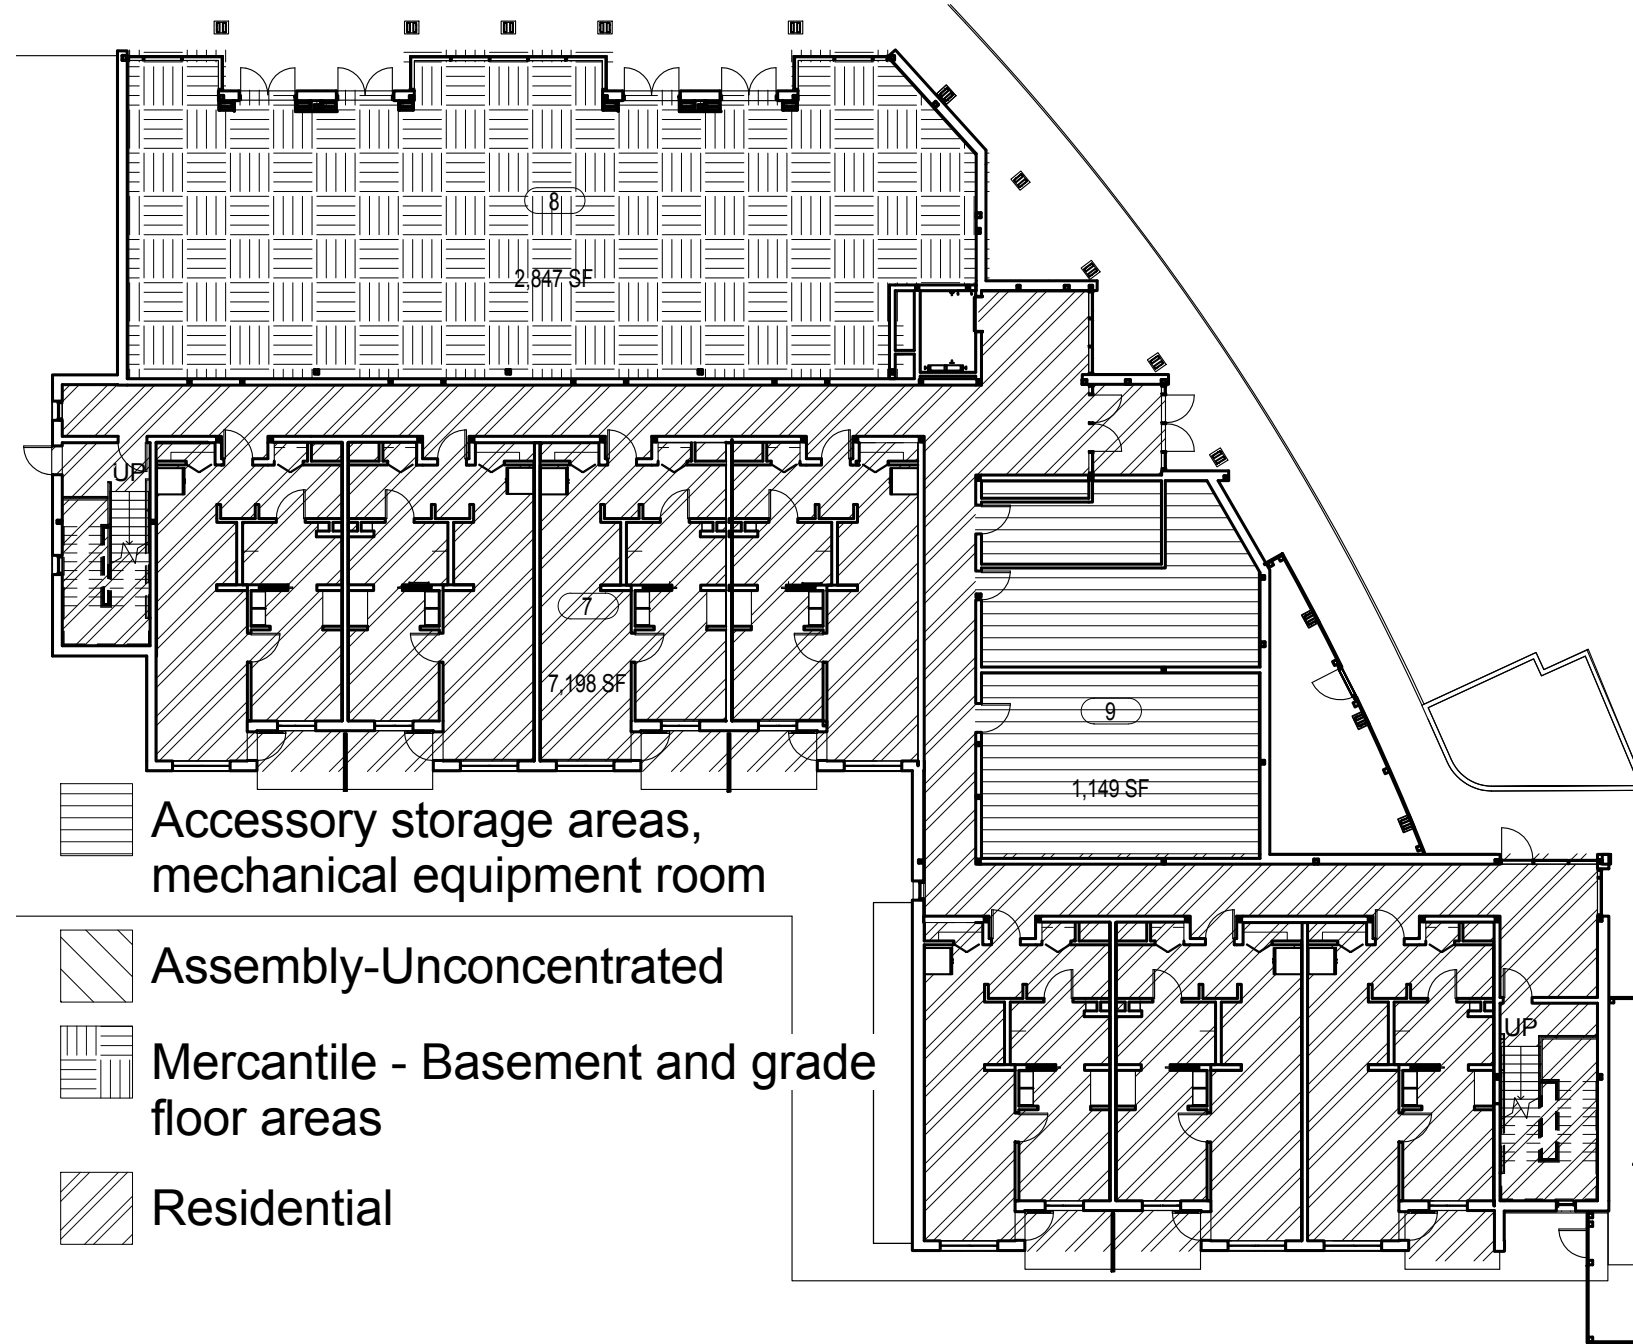 8
2,847 SF
UP
7
7,198 SF
9
1,149 SF
Accessory storage areas,
mechanical equipment room
Assembly-Unconcentrated
Mercantile - Basement and grade
floor areas
UP
Residential